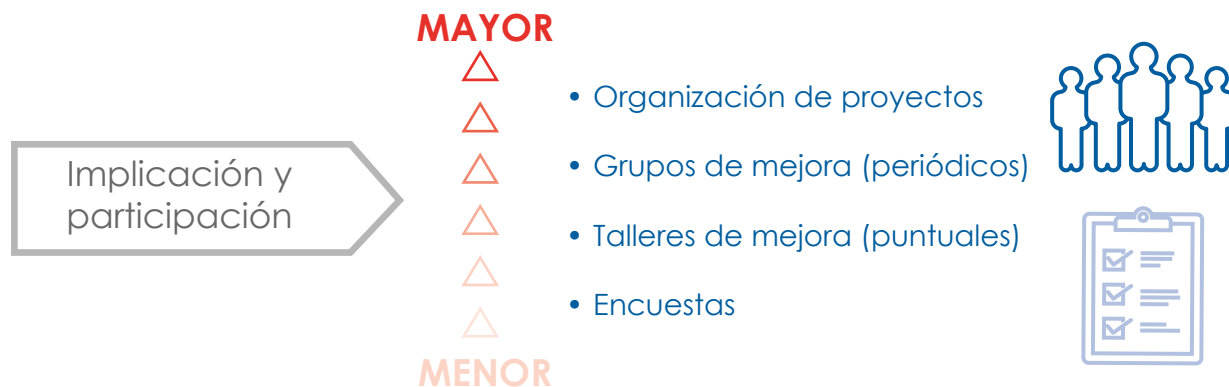 MAYOR
• Organización de proyectos
• Grupos de mejora (periódicos)
Implicación y
participación
• Talleres de mejora (puntuales)
• Encuestas
MENOR